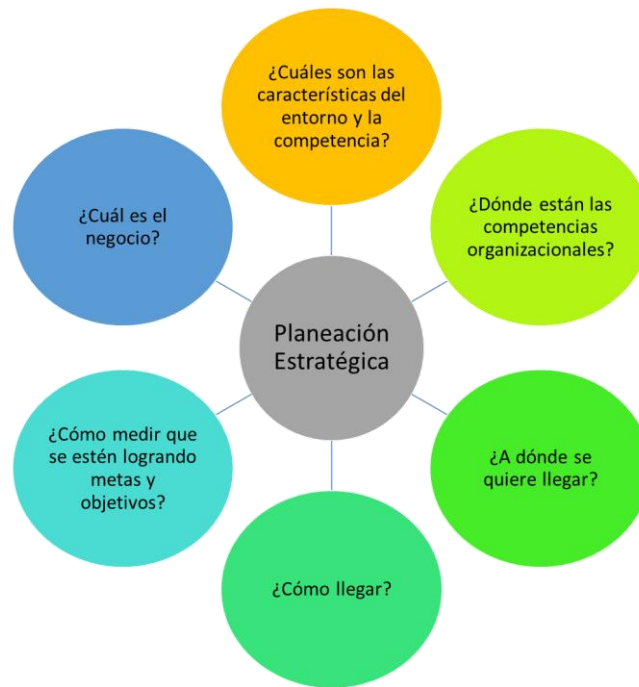 ¿Cuáles son las
características del
entorno y la
competencia?
¿Dónde están las
competencias
organizacionales?
¿A dónde se
quiere llegar?
¿Cómo llegar?
¿Cómo medir que
se estén logrando
metas y
objetivos?
¿Cuál es el
negocio?
Planeación
Estratégica